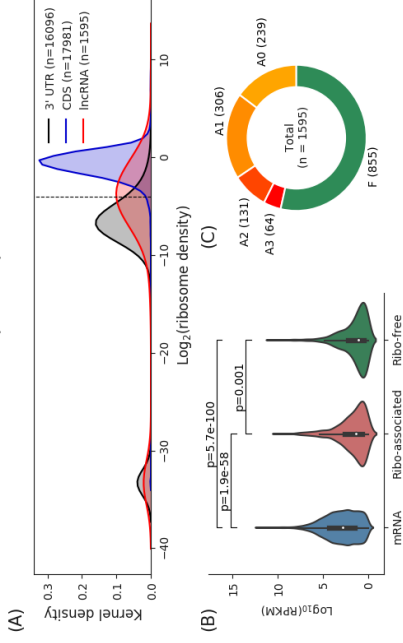 (A)
Kernel density
0.3
0.2
0.1
0.0
3' UTR (n=16096)
CDS (n=17981)
lncRNA (n=1595)
−40
−30
−20
−10
0
10
Log2(ribosome density)
(B)
Log10(RPKM)
15
10
5
0
p=5.7e-100
p=1.9e-58
p=0.001
mRNA
Ribo-associated
Ribo-free
(C)
A0 (239)
A1 (306)
A2 (131)
A3 (64)
F (855)
Total
(n = 1595)